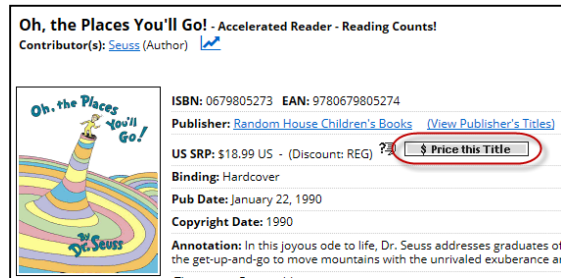 Oh, the Places You'll Go! - Accelerated Reader - Reading Counts!
Contributor(s): Seuss (Author)
Oh, the Places
You'll
Go!
By
Dr. Seuss
ISBN: 0679805273 EAN: 9780679805274
Publisher: Random House Children's Books (View Publisher's Titles)
US SRP: $18.99 US - (Discount: REG) $ Price this Title
Binding: Hardcover
Pub Date: January 22, 1990
Copyright Date: 1990
Annotation: In this joyous ode to life, Dr. Seuss addresses graduates of
the get-up-and-go to move mountains with the unrivaled exuberance a